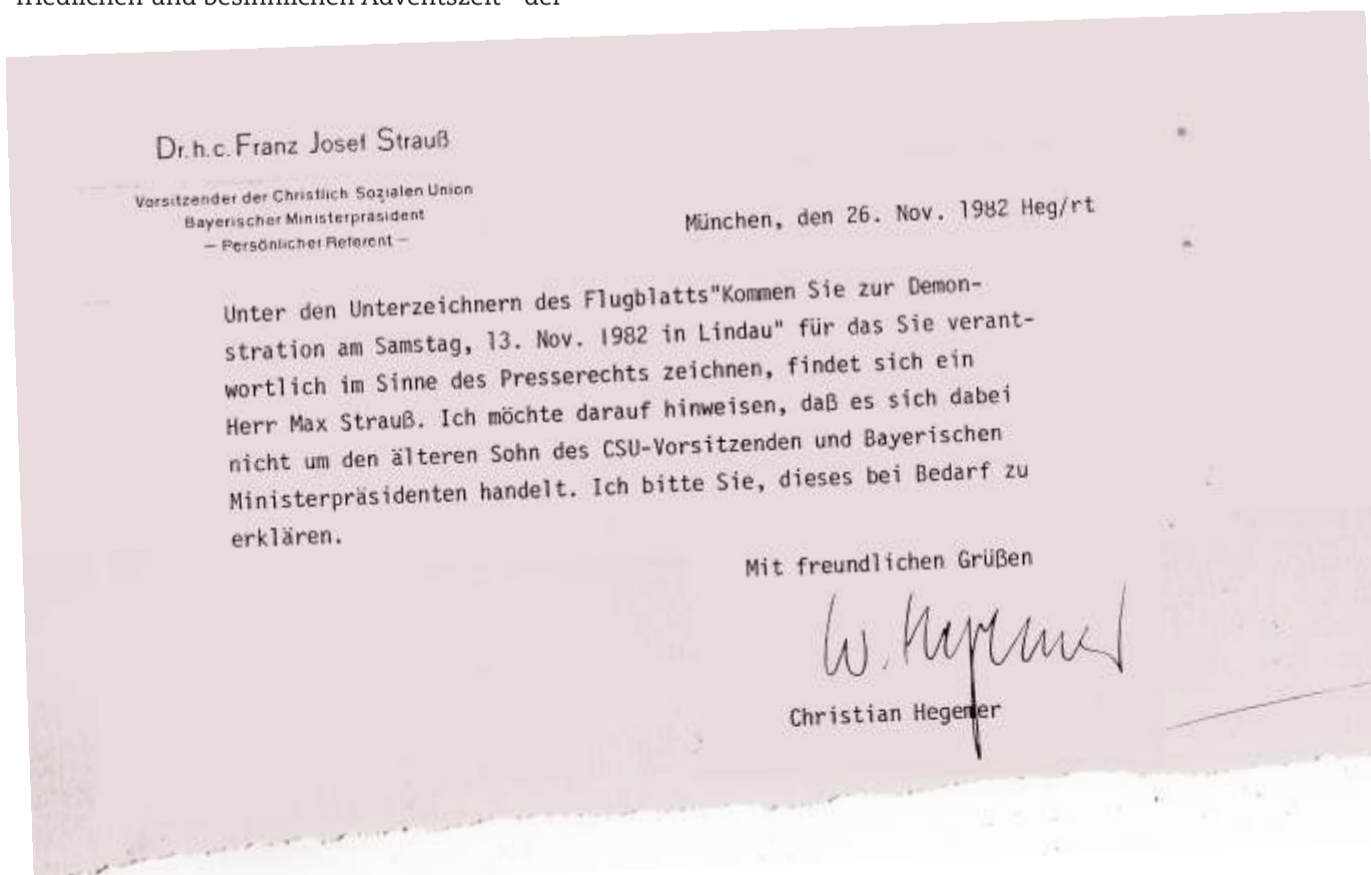 friedlichen und besinnlichen Adventszeit
Dr. h. c. Franz Josef Strauß
Vorsitzender der Christlich Sozialen Union
Bayerischer Ministerpräsident
— Persönlicher Referent —
München, den 26. Nov. 1982 Heg/rt
Unter den Unterzeichnern des Flugblatts"Kommen Sie zur Demon-
stration am Samstag, 13. Nov. 1982 in Lindau" für das Sie verant-
wortlich im Sinne des Presserechts zeichnen, findet sich ein
Herr Max Strauß. Ich möchte darauf hinweisen, daß es sich dabei
nicht um den älteren Sohn des CSU-Vorsitzenden und Bayerischen
Ministerpräsidenten handelt. Ich bitte Sie, dieses bei Bedarf zu
erklären.
Mit freundlichen Grüßen
Christian Hegener